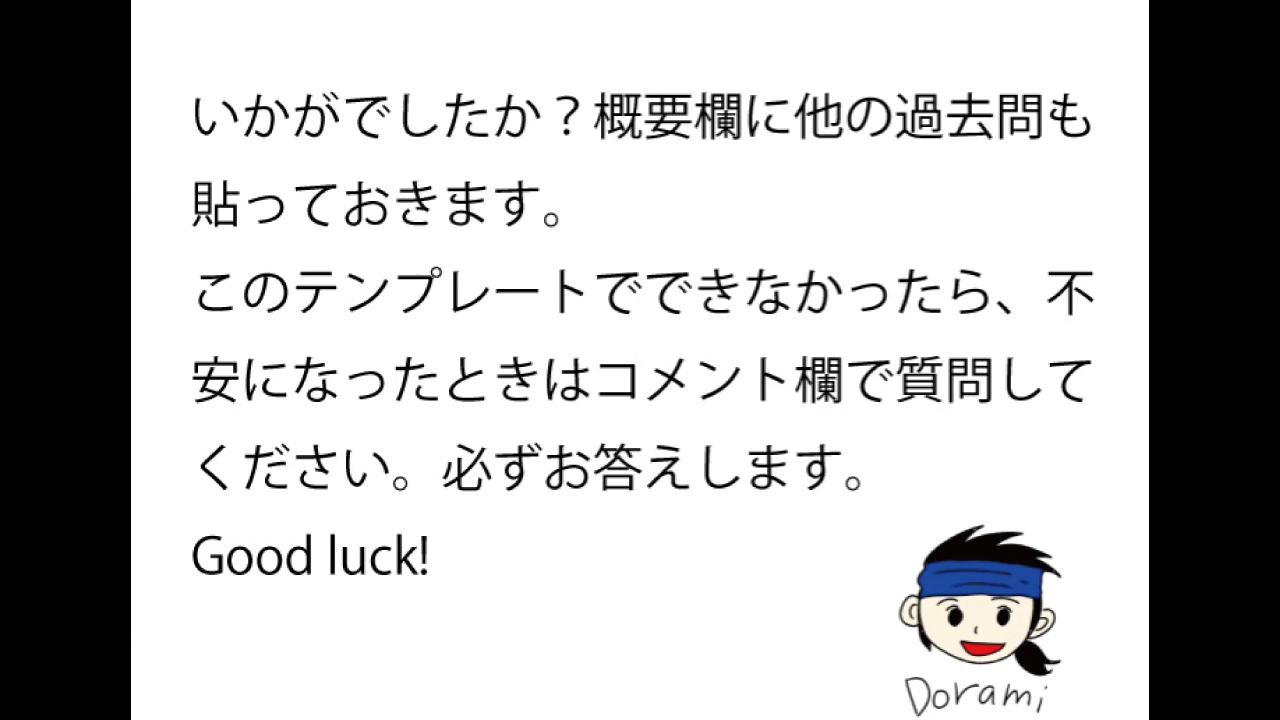 いかがでしたか？概要欄に他の過去問も
貼っておきます。
このテンプレートでできなかったら、不
安になったときはコメント欄で質問して
ください。必ずお答えします。
Good luck!
Dorami